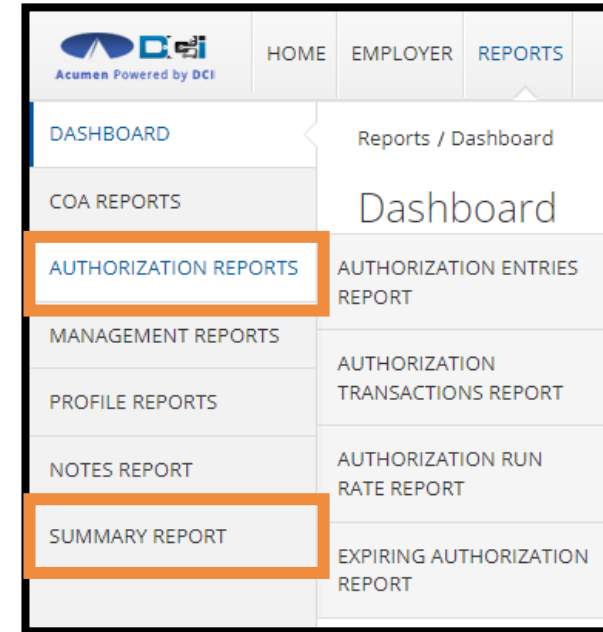 DCI
Acumen Powered by DCI
HOME
EMPLOYER
REPORTS
DASHBOARD
COA REPORTS
AUTHORIZATION REPORTS
MANAGEMENT REPORTS
PROFILE REPORTS
NOTES REPORT
SUMMARY REPORT
Reports / Dashboard
Dashboard
AUTHORIZATION ENTRIES
REPORT
AUTHORIZATION
TRANSACTIONS REPORT
AUTHORIZATION RUN
RATE REPORT
EXPIRING AUTHORIZATION
REPORT